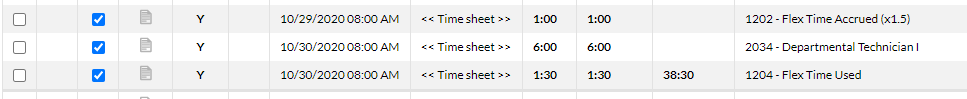 Y 10/29/2020 08:00 AM << Time sheet >> 1:00 1:00 1202 - Flex Time Accrued (x1.5)
Y 10/30/2020 08:00 AM << Time sheet >> 6:00 6:00 2034 - Departmental Technician I
Y 10/30/2020 08:00 AM << Time sheet >> 1:30 1:30 38:30 1204 - Flex Time Used